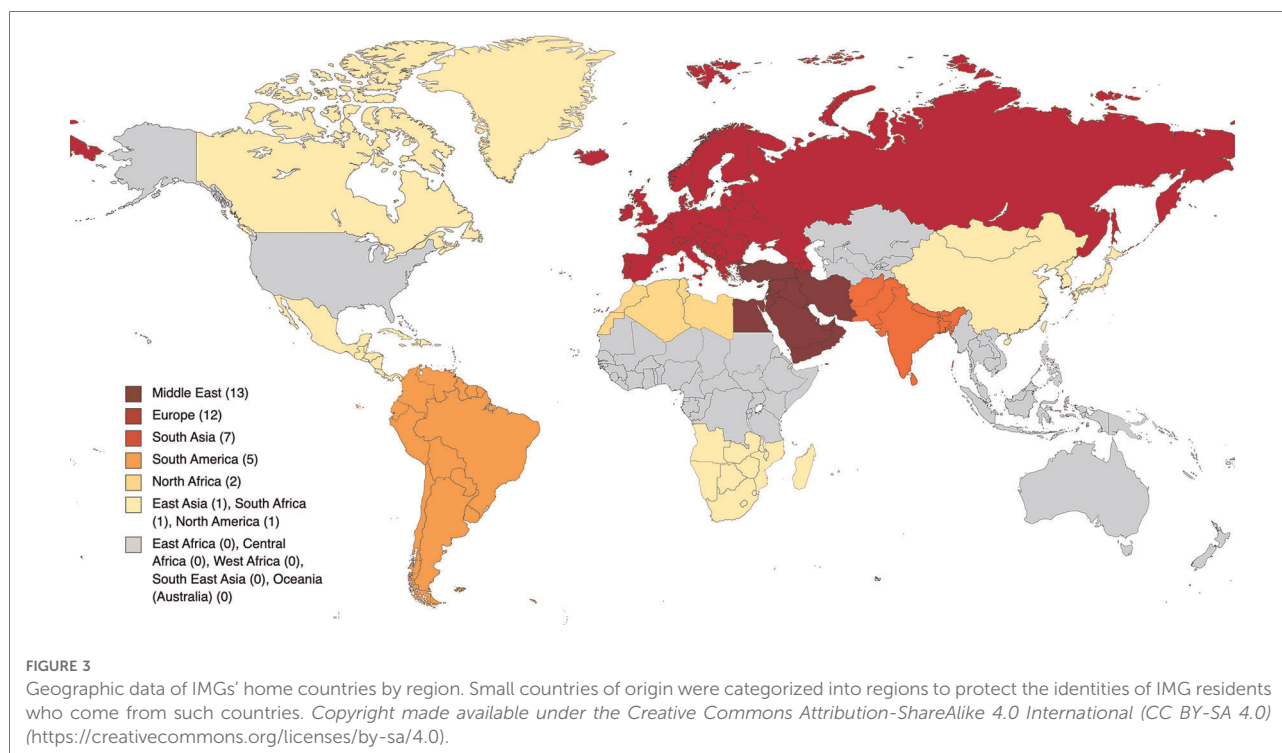 Middle East (13)
Europe (12)
South Asia (7)
South America (5)
North Africa (2)
East Asia (1), South Africa
(1), North America (1)
East Africa (0), Central
Africa (0), West Africa (0),
South East Asia (0), Oceania
(Australia) (0)
FIGURE 3
Geographic data of IMGs' home countries by region. Small countries of origin were categorized into regions to protect the identities of IMG residents
who come from such countries. Copyright made available under the Creative Commons Attribution-ShareAlike 4.0 International (CC BY-SA 4.0)
(https://creativecommons.org/licenses/by-sa/4.0).